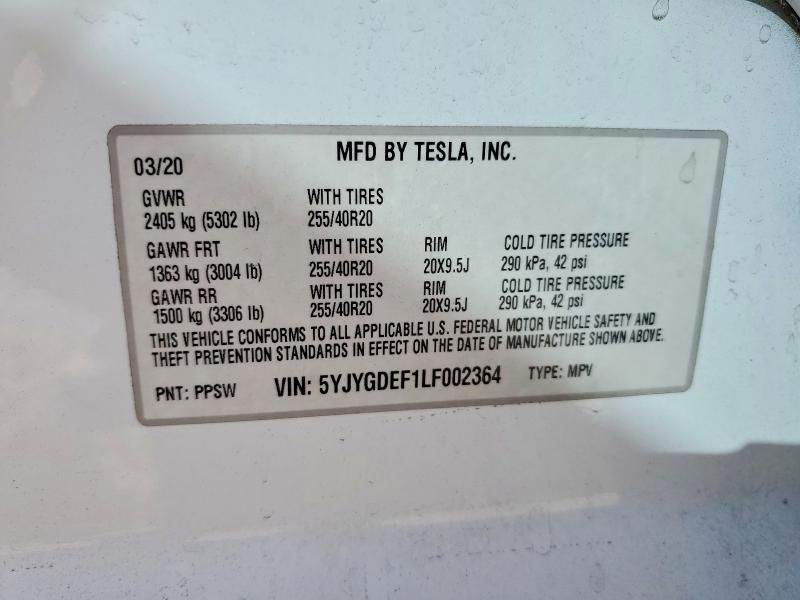 MFD BY TESLA, INC.
03/20
GVWR WITH TIRES
2405 kg (5302 lb) 255/40R20
GAWR FRT WITH TIRES RIM COLD TIRE PRESSURE
1363 kg (3004 lb) 255/40R20 20X9.5J 290 kPa, 42 psi
GAWR RR WITH TIRES RIM COLD TIRE PRESSURE
1500 kg (3306 lb) 255/40R20 20X9.5J 290 kPa, 42 psi
THIS VEHICLE CONFORMS TO ALL APPLICABLE U.S. FEDERAL MOTOR VEHICLE SAFETY AND
THEFT PREVENTION STANDARDS IN EFFECT ON THE DATE OF MANUFACTURE SHOWN ABOVE.
PNT: PPSW VIN: 5YJYGDEF1LF002364 TYPE: MPV